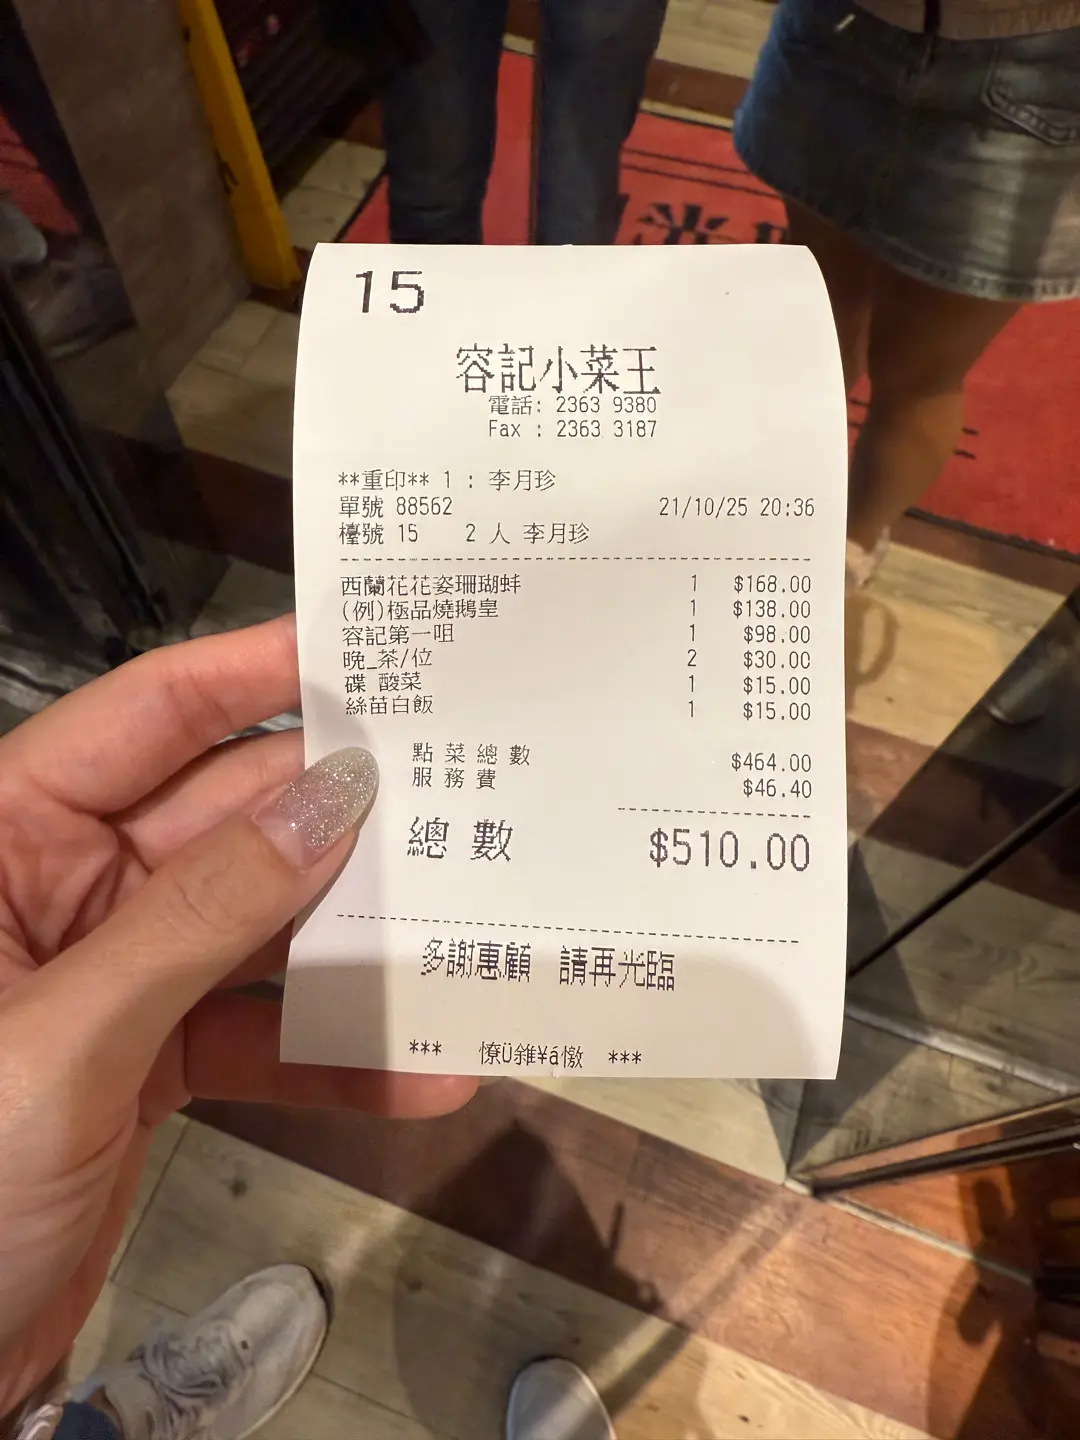 15
容記小菜王
電話: 2363 9380
Fax : 2363 3187
**重印** 1 : 李月珍
單號 88562 21/10/25 20:36
檯號 15 2 人 李月珍
西蘭花花姿珊瑚蚌 1 $168.00
(例)極品燒鵝皇 1 $138.00
容記第一咀 1 $98.00
晚_茶/位 2 $30.00
碟 酸菜 1 $15.00
絲苗白飯 1 $15.00
點 菜 總 數 $464.00
服 務 費 $46.40
總 數 $510.00
多謝惠顧 請再光臨
*** 憭Ü錐¥á憿 ***